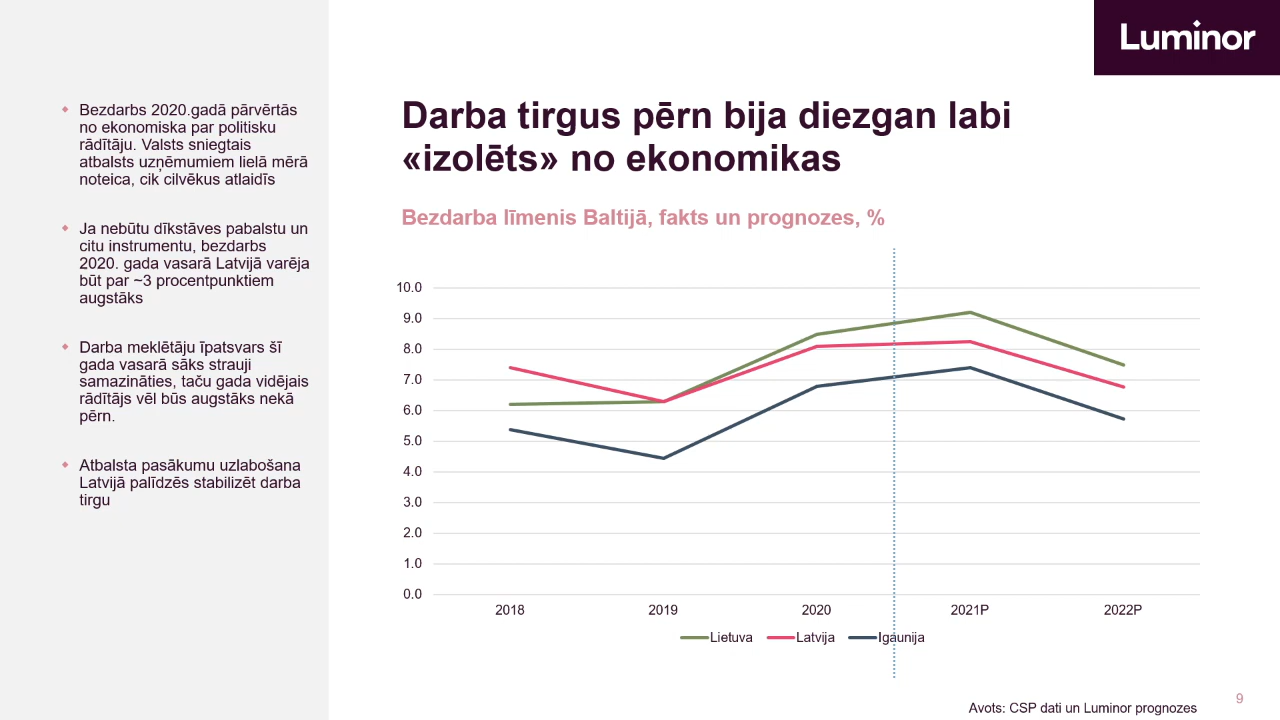 Luminor
Bezdarbs 2020.gadā pārvērtās
no ekonomiska par politisku
rādītāju. Valsts sniegtais
atbalsts uzņēmumiem lielā mērā
noteica, cik cilvēkus atlaidīs
Ja nebūtu dīkstāves pabalstu un
citu instrumentu, bezdarbs
2020. gada vasarā Latvijā varēja
būt par ~3 procentpunktiem
augstāks
Darba meklētāju īpatsvars šī
gada vasarā sāks strauji
samazināties, taču gada vidējais
rādītājs vēl būs augstāks nekā
pērn.
Atbalsta pasākumu uzlabošana
Latvijā palīdzēs stabilizēt darba
tirgu
Darba tirgus pērn bija diezgan labi
«izolēts» no ekonomikas
Bezdarba līmenis Baltijā, fakts un prognozes, %
10.0
9.0
8.0
7.0
6.0
5.0
4.0
3.0
2.0
1.0
0.0
2018 2019 2020 2021P 2022P
Lietuva Latvija Igaunija
Avots: CSP dati un Luminor prognozes
9